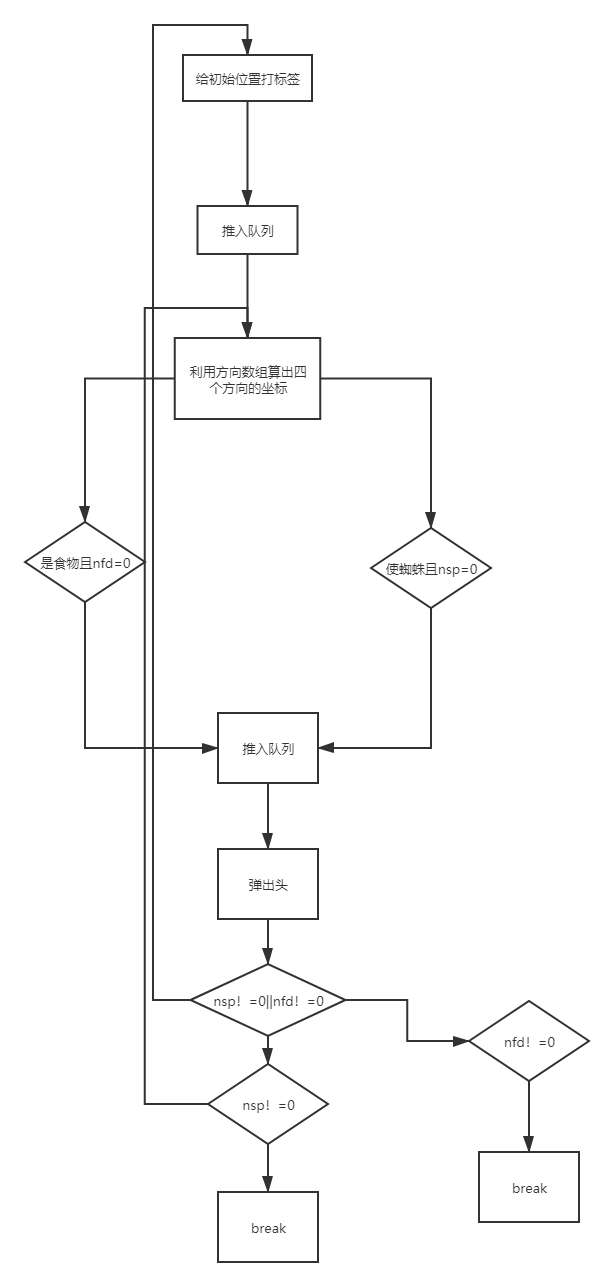 给初始位置打标签
推入队列
利用方向数组算出四
个方向的坐标
是食物且nfd=0
使蜘蛛且nsp=0
推入队列
弹出头
nsp！=0||nfd！=0
nfd！=0
nsp！=0
break
break